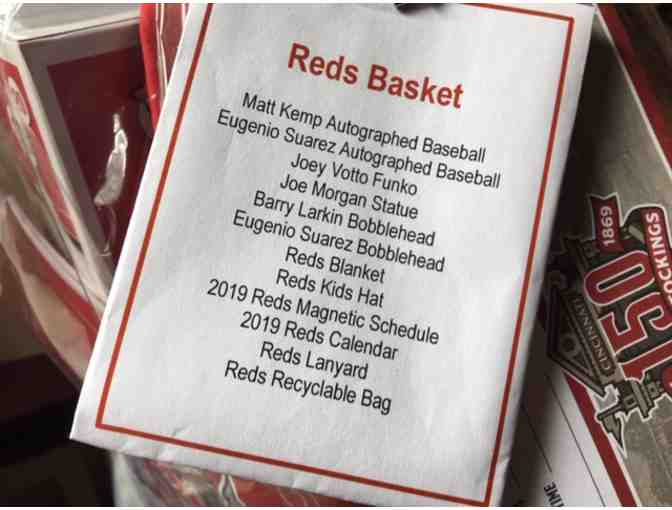 Reds Basket
Matt Kemp Autographed Baseball
Eugenio Suarez Autographed Baseball
Joey Votto Funko
Joe Morgan Statue
Barry Larkin Bobblehead
Eugenio Suarez Bobblehead
Reds Blanket
Reds Kids Hat
2019 Reds Magnetic Schedule
2019 Reds Calendar
Reds Lanyard
Reds Recyclable Bag
1869
150
CINCINNATI
TIME